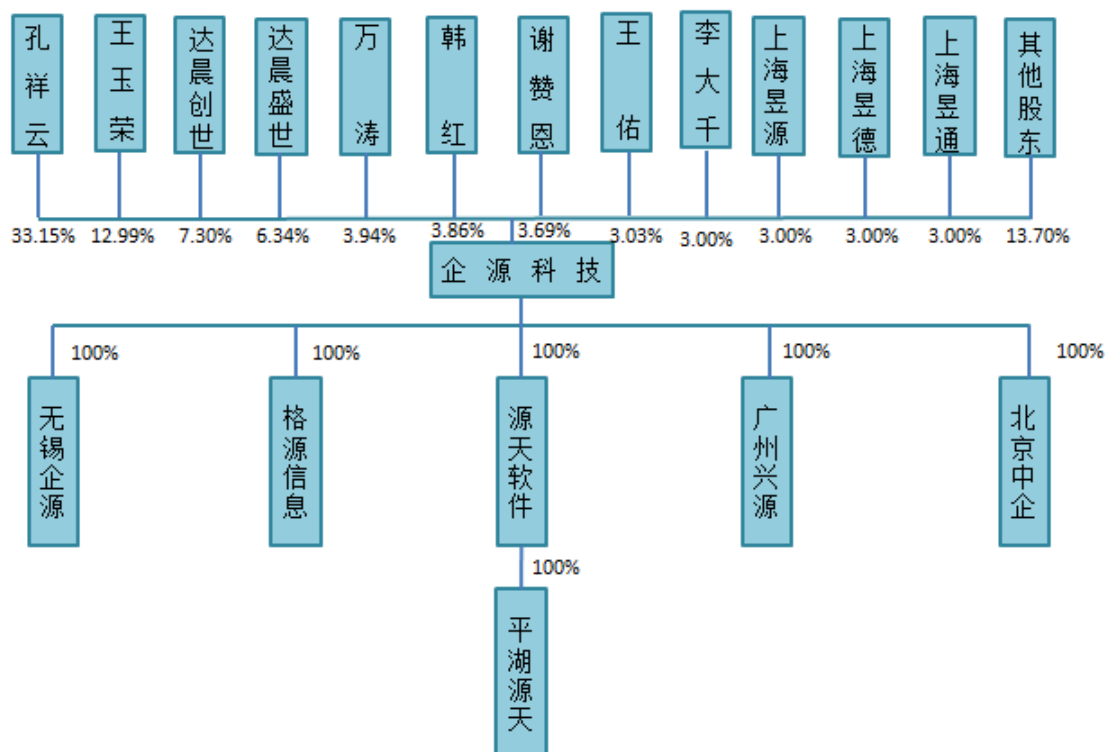 孔祥云
王玉荣
达晨创世
达晨盛世
万涛
韩红
谢赞恩
王佑
李大千
上海昱源
上海昱德
上海昱通
其他股东
33.15%
12.99%
7.30%
6.34%
3.94%
3.86%
3.69%
3.03%
3.00%
3.00%
3.00%
3.00%
13.70%
企源科技
100%
100%
100%
100%
100%
无锡企源
格源信息
源天软件
广州兴源
北京中企
100%
平湖源天